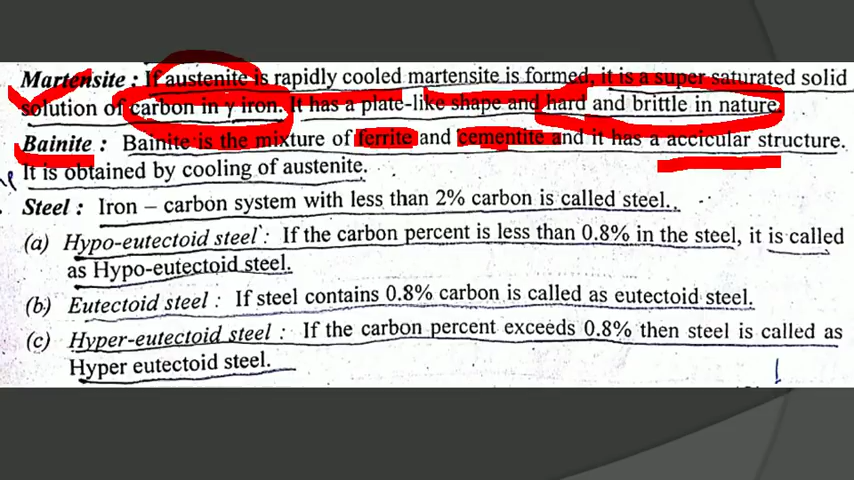 Martensite : If austenite is rapidly cooled martensite is formed, it is a super saturated solid
solution of carbon in γ iron. It has a plate-like shape and hard and brittle in nature.
Bainite : Bainite is the mixture of ferrite and cementite and it has a accicular structure.
It is obtained by cooling of austenite.
Steel : Iron – carbon system with less than 2% carbon is called steel.
(a) Hypo-eutectoid steel : If the carbon percent is less than 0.8% in the steel, it is called
as Hypo-eutectoid steel.
(b) Eutectoid steel : If steel contains 0.8% carbon is called as eutectoid steel.
(c) Hyper-eutectoid steel : If the carbon percent exceeds 0.8% then steel is called as
Hyper eutectoid steel.